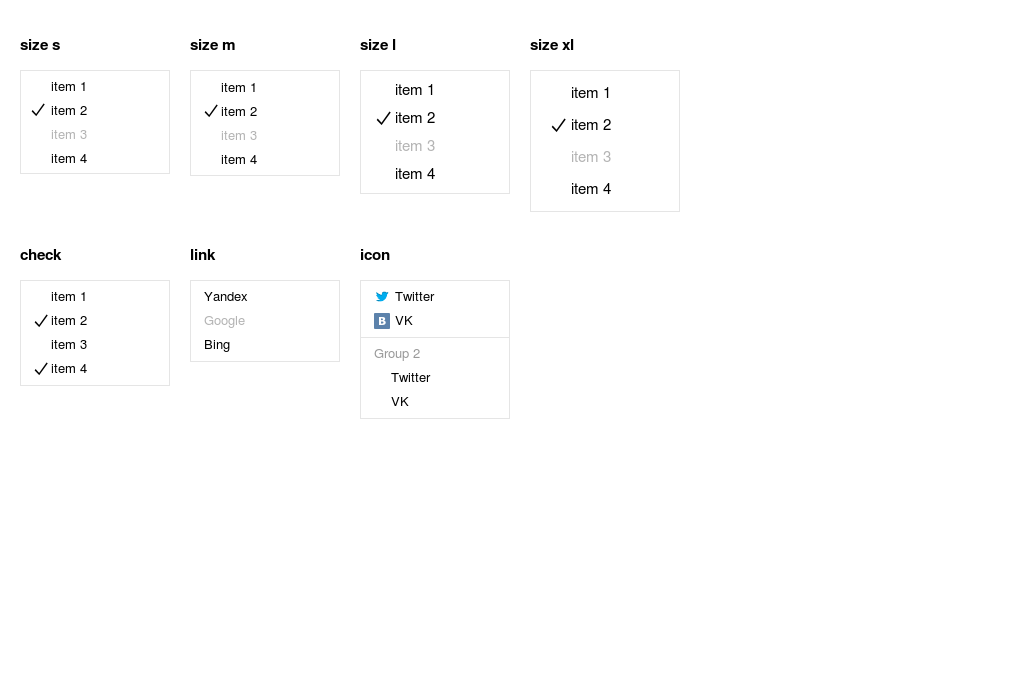 size s
item 1
item 2
item 3
item 4
size m
item 1
item 2
item 3
item 4
size l
item 1
item 2
item 3
item 4
size xl
item 1
item 2
item 3
item 4
check
item 1
item 2
item 3
item 4
link
Yandex
Google
Bing
icon
Twitter
B VK
Group 2
Twitter
VK